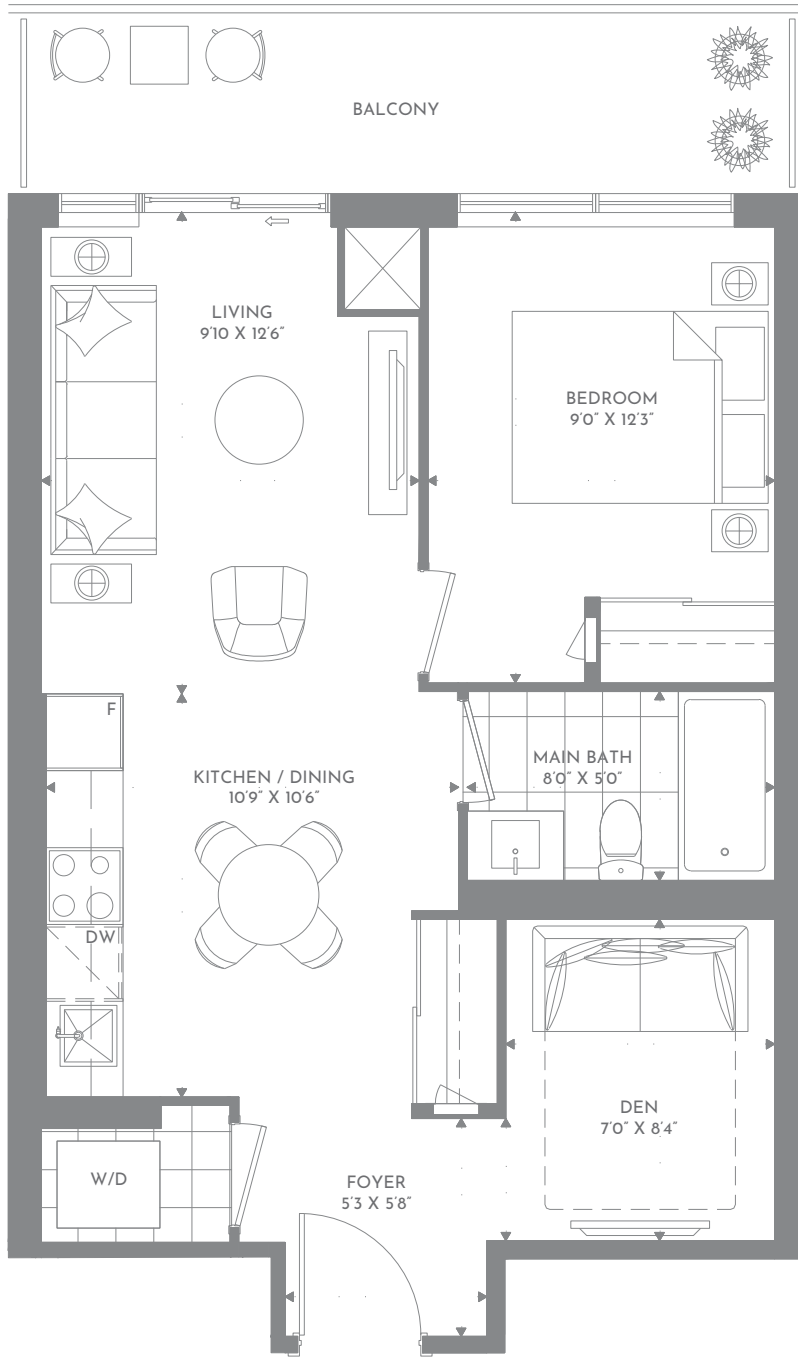 BALCONY
LIVING
9'10 X 12'6"
BEDROOM
9'0" X 12'3"
F
KITCHEN / DINING
10'9" X 10'6"
MAIN BATH
8'0" X 5'0"
DW
DEN
7'0" X 8'4"
W/D
FOYER
5'3 X 5'8"